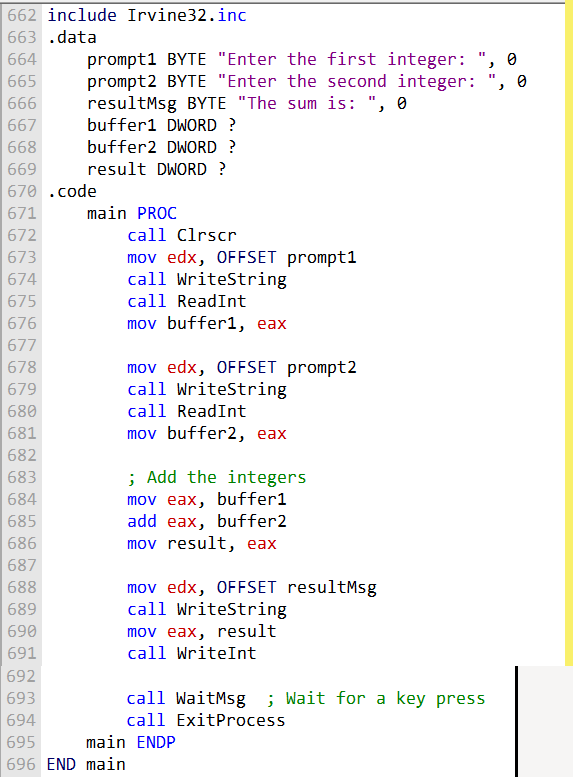 662 include Irvine32.inc
663 .data
664     prompt1 BYTE "Enter the first integer: ", 0
665     prompt2 BYTE "Enter the second integer: ", 0
666     resultMsg BYTE "The sum is: ", 0
667     buffer1 DWORD ?
668     buffer2 DWORD ?
669     result DWORD ?
670 .code
671     main PROC
672         call Clrscr
673         mov edx, OFFSET prompt1
674         call WriteString
675         call ReadInt
676         mov buffer1, eax
677
678         mov edx, OFFSET prompt2
679         call WriteString
680         call ReadInt
681         mov buffer2, eax
682
683         ; Add the integers
684         mov eax, buffer1
685         add eax, buffer2
686         mov result, eax
687
688         mov edx, OFFSET resultMsg
689         call WriteString
690         mov eax, result
691         call WriteInt
692
693         call WaitMsg  ; Wait for a key press
694         call ExitProcess
695     main ENDP
696 END main